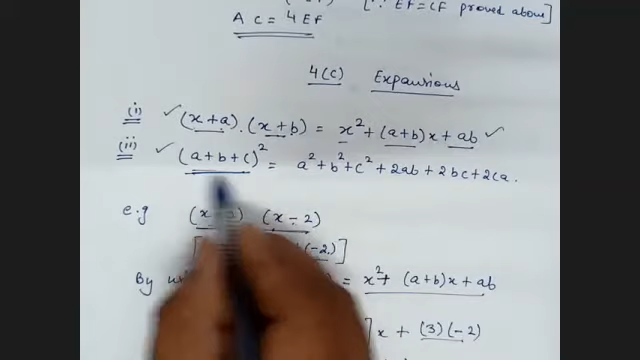 [∵ EF = CF proved above]
AC = 4 EF
4(C) Expansions
(i) ✓(x+a).(x+b) = x² + (a+b)x + ab ✓
(ii) ✓(a+b+c)² = a² + b² + c² + 2ab + 2bc + 2ca.
e.g (x (x - 2)
(-2)]
By = x² + (a+b)x + ab
]x + (3)(-2)